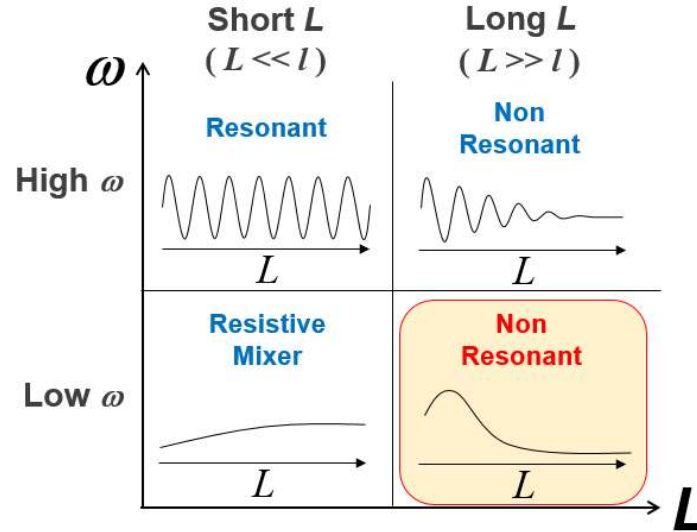 Short L
Long L
( L << l )
( L >> l )
ω
Resonant
Non
Resonant
High ω
L
L
Resistive
Mixer
Non
Resonant
Low ω
L
L
L